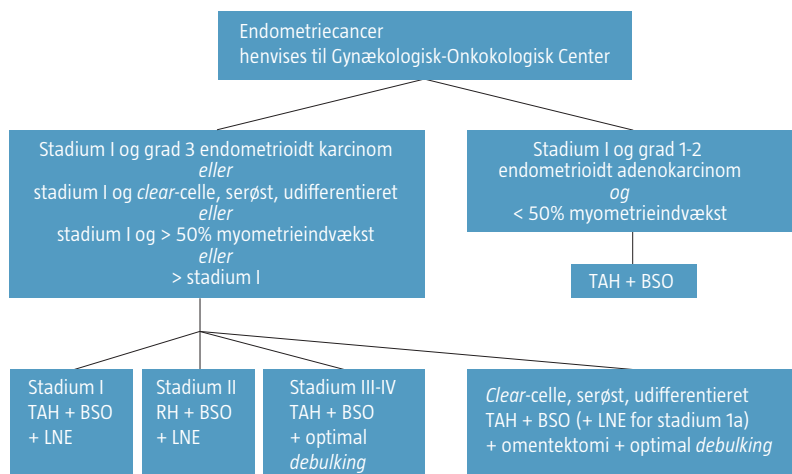 Endometriecancer
henvises til Gynækologisk-Onkokologisk Center
Stadium I og grad 3 endometrioidt karcinom
eller
stadium I og clear-celle, serøst, udifferentieret
eller
stadium I og > 50% myometrieindvækst
eller
> stadium I
Stadium I og grad 1-2
endometrioidt adenokarcinom
og
< 50% myometrieindvækst
TAH + BSO
Stadium I
TAH + BSO
+ LNE
Stadium II
RH + BSO
+ LNE
Stadium III-IV
TAH + BSO
+ optimal
debulking
Clear-celle, serøst, udifferentieret
TAH + BSO (+ LNE for stadium 1a)
+ omentektomi + optimal debulking